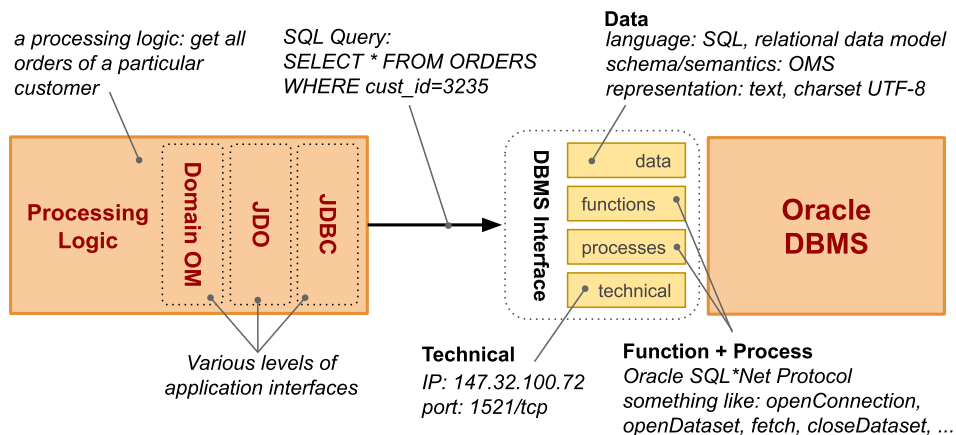 a processing logic: get all
orders of a particular
customer
SQL Query:
SELECT * FROM ORDERS
WHERE cust_id=3235
Data
language: SQL, relational data model
schema/semantics: OMS
representation: text, charset UTF-8
Processing
Logic
Domain OM
JDO
JDBC
DBMS Interface
data
functions
processes
technical
Oracle
DBMS
Various levels of
application interfaces
Technical
IP: 147.32.100.72
port: 1521/tcp
Function + Process
Oracle SQL*Net Protocol
something like: openConnection,
openDataset, fetch, closeDataset, ...